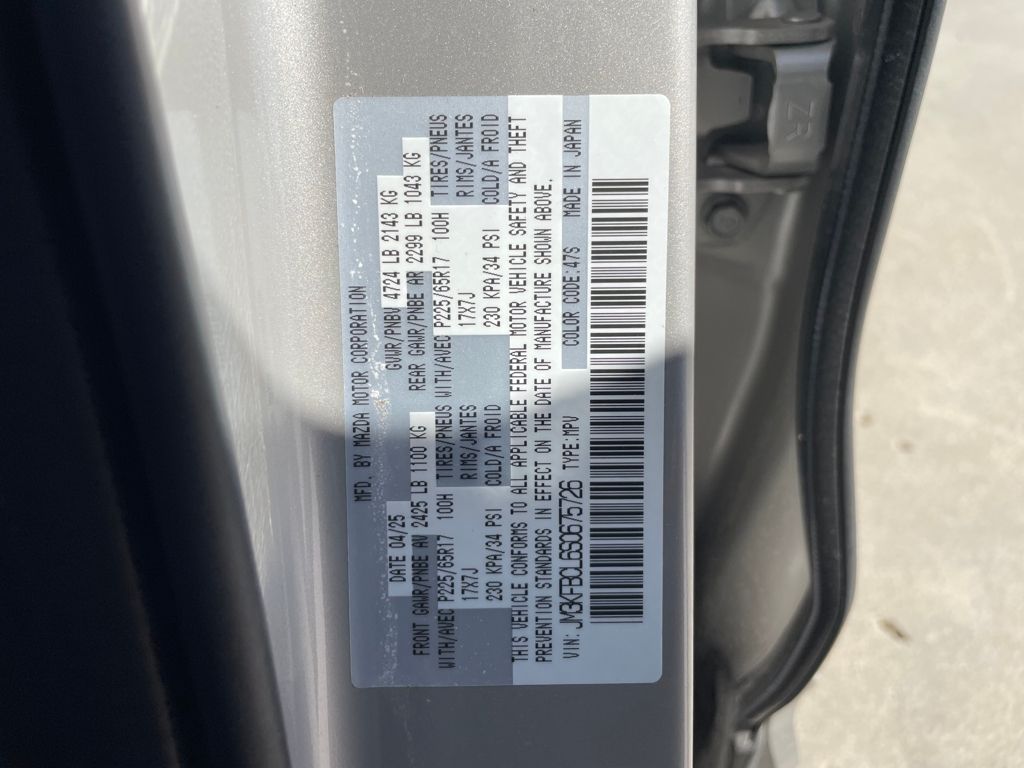 MFD. BY MAZDA MOTOR CORPORATION
DATE 04/25 GVWR/PNBV 4724 LB 2143 KG
FRONT GAWR/PNBE AV 2425 LB 1100 KG REAR GAWR/PNBE AR 2299 LB 1043 KG
WITH/AVEC P225/65R17 100H TIRES/PNEUS WITH/AVEC P225/65R17 100H TIRES/PNEUS
17X7J RIMS/JANTES 17X7J RIMS/JANTES
230 KPA/34 PSI COLD/A FROID 230 KPA/34 PSI COLD/A FROID
THIS VEHICLE CONFORMS TO ALL APPLICABLE FEDERAL MOTOR VEHICLE SAFETY AND THEFT
PREVENTION STANDARDS IN EFFECT ON THE DATE OF MANUFACTURE SHOWN ABOVE.
VIN: JM3KFBCL6S0675726 TYPE:MPV COLOR CODE:47S MADE IN JAPAN
ZR